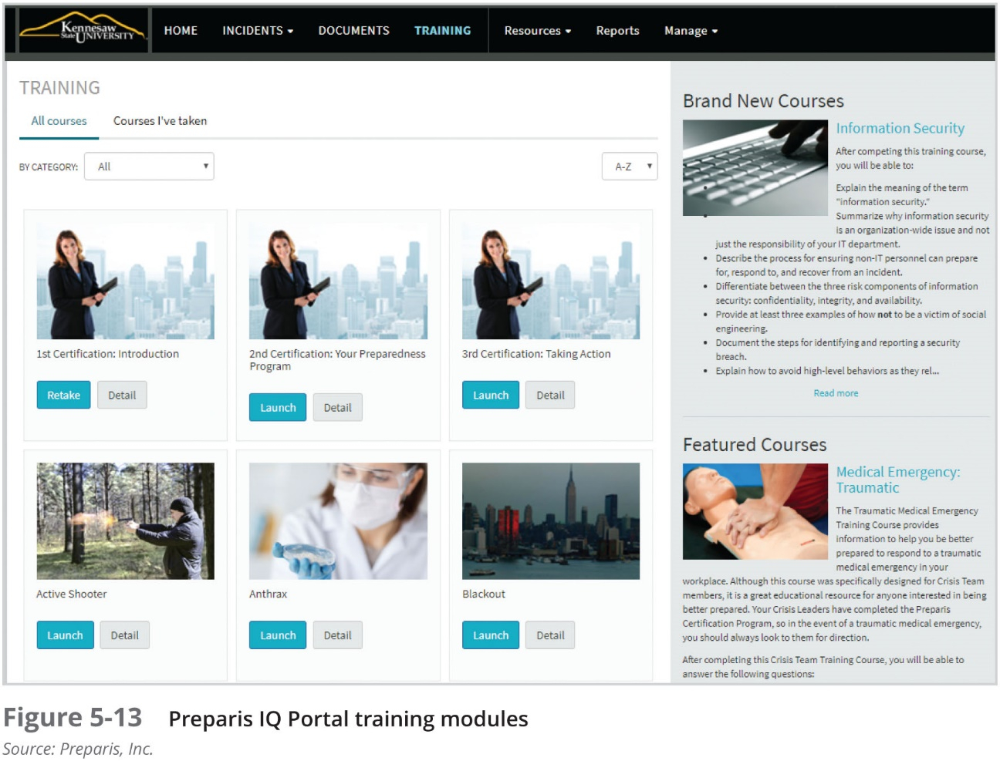 Kennesaw
State UNIVERSITY
HOME INCIDENTS DOCUMENTS TRAINING Resources Reports Manage
TRAINING
All courses Courses I've taken
BY CATEGORY: All A-Z
1st Certification: Introduction
Retake Detail
2nd Certification: Your Preparedness
Program
Launch Detail
3rd Certification: Taking Action
Launch Detail
Active Shooter
Launch Detail
Anthrax
Launch Detail
Blackout
Launch Detail
Brand New Courses
Information Security
After competing this training course,
you will be able to:
Explain the meaning of the term
"information security."
Summarize why information security
is an organization-wide issue and not
just the responsibility of your IT department.
• Describe the process for ensuring non-IT personnel can prepare
for, respond to, and recover from an incident.
• Differentiate between the three risk components of information
security: confidentiality, integrity, and availability.
• Provide at least three examples of how not to be a victim of social
engineering.
• Document the steps for identifying and reporting a security
breach.
• Explain how to avoid high-level behaviors as they rel...
Read more
Featured Courses
Medical Emergency:
Traumatic
The Traumatic Medical Emergency
Training Course provides
information to help you be better
prepared to respond to a traumatic
medical emergency in your
workplace. Although this course was specifically designed for Crisis Team
members, it is a great educational resource for anyone interested in being
better prepared. Your Crisis Leaders have completed the Preparis
Certification Program, so in the event of a traumatic medical emergency,
you should always look to them for direction.
After completing this Crisis Team Training Course, you will be able to
answer the following questions:
Figure 5-13 Preparis IQ Portal training modules
Source: Preparis, Inc.